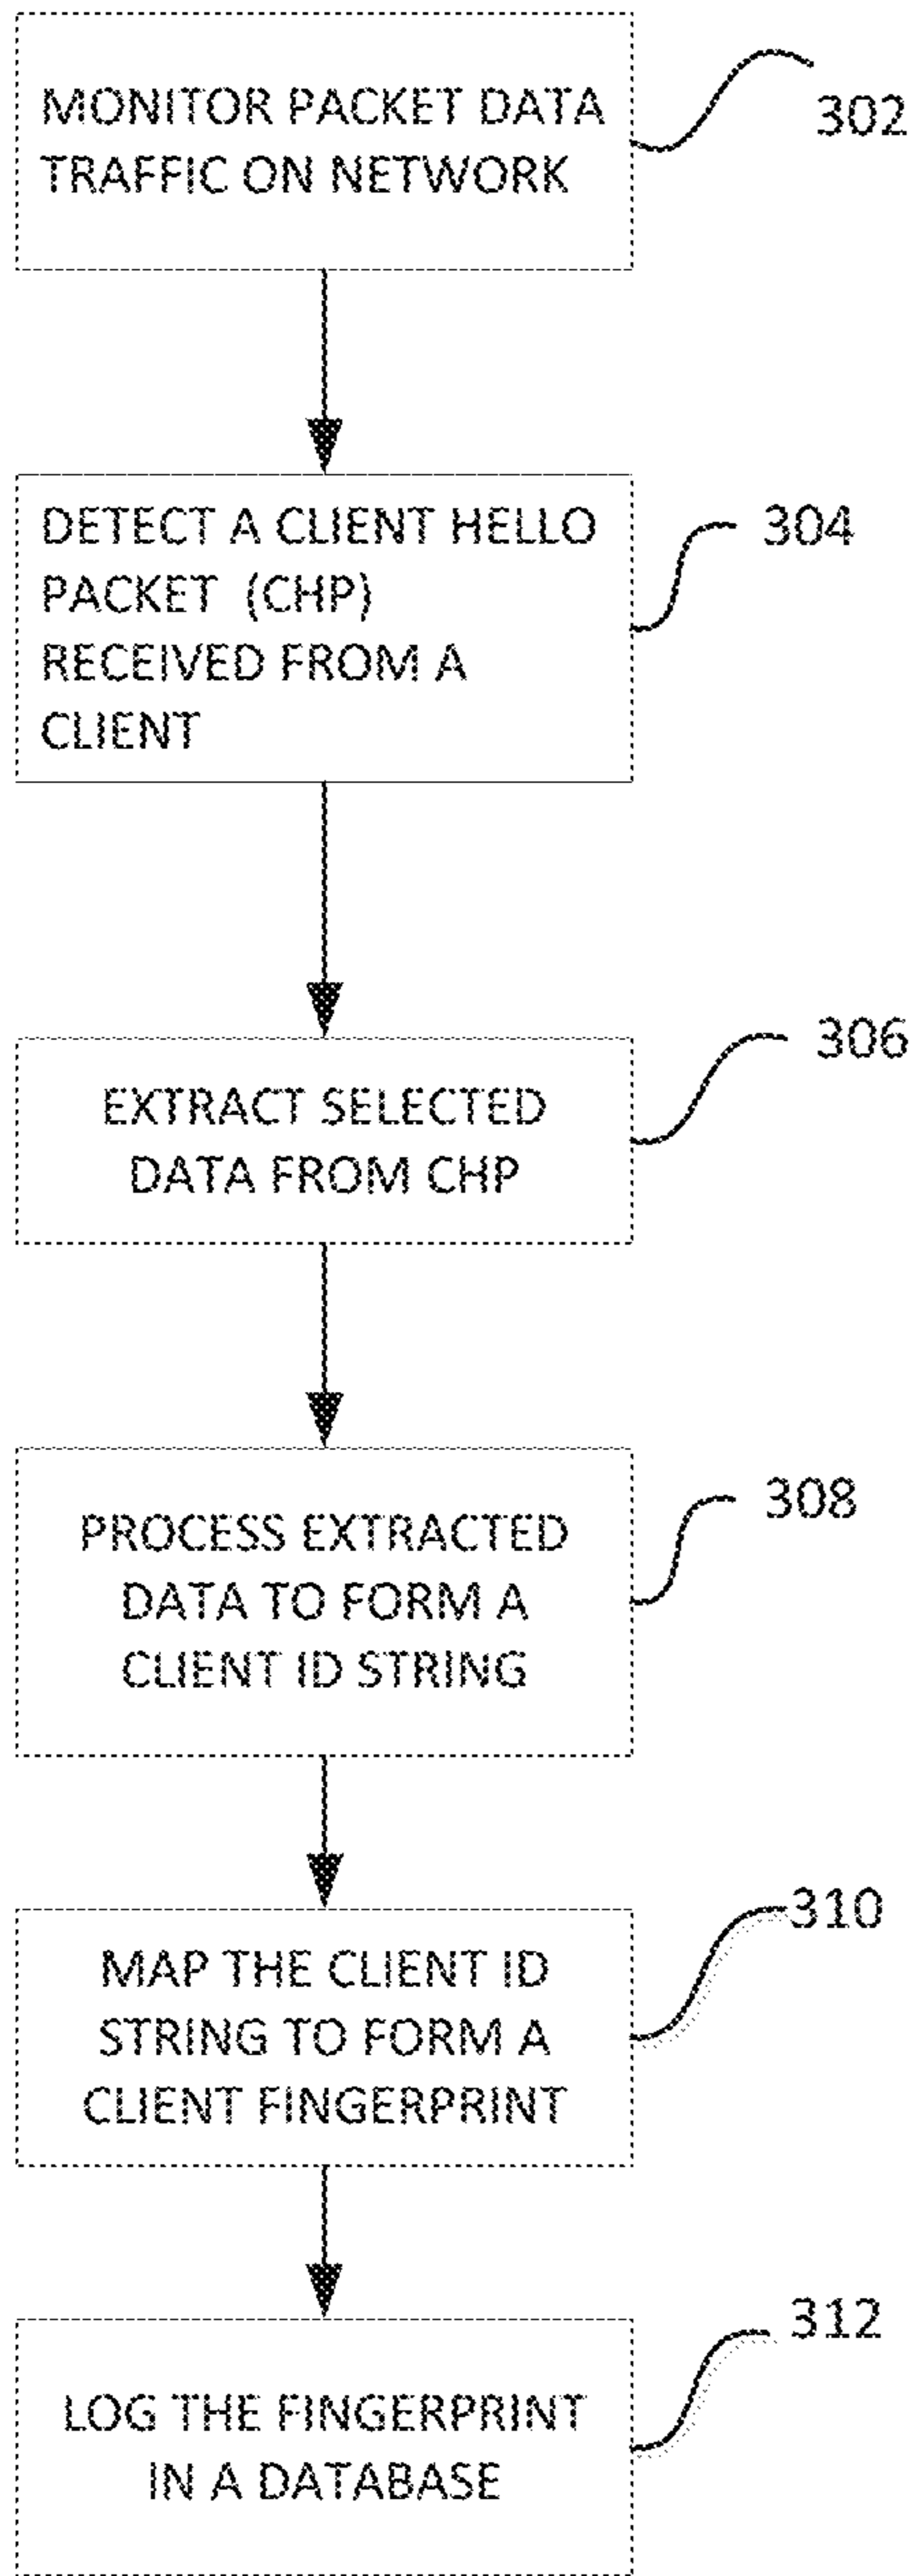 MONITOR PACKET DATA
TRAFFIC ON NETWORK
302
DETECT A CLIENT HELLO
PACKET (CHP)
RECEIVED FROM A
CLIENT
304
EXTRACT SELECTED
DATA FROM CHP
306
PROCESS EXTRACTED
DATA TO FORM A
CLIENT ID STRING
308
MAP THE CLIENT ID
STRING TO FORM A
CLIENT FINGERPRINT
310
LOG THE FINGERPRINT
IN A DATABASE
312